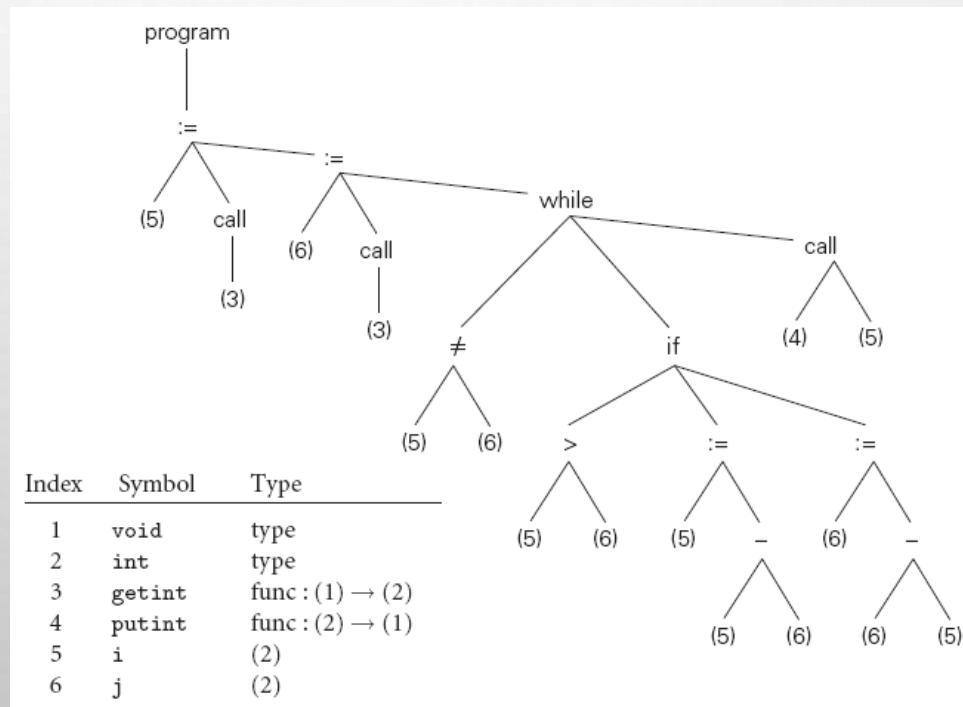 program
:=
:=
while
(5) call
(6) call
call
(3)
(3)
(4) (5)
≠ if
(5) (6)
> := :=
(5) (6) (5) – (6) –
(5) (6) (6) (5)
Index Symbol Type
1 void type
2 int type
3 getint func : (1) → (2)
4 putint func : (2) → (1)
5 i (2)
6 j (2)